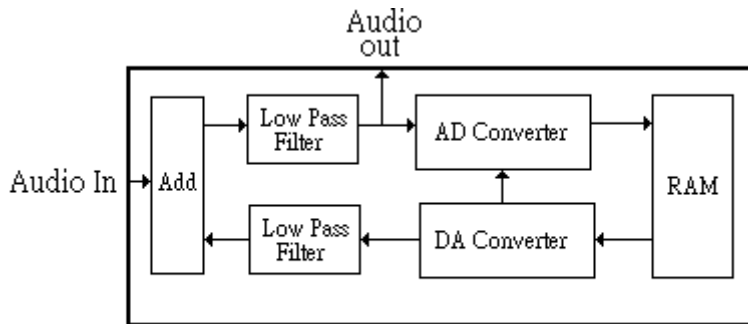 Audio
out
Low Pass
Filter
AD Converter
Audio In
Add
RAM
Low Pass
Filter
DA Converter